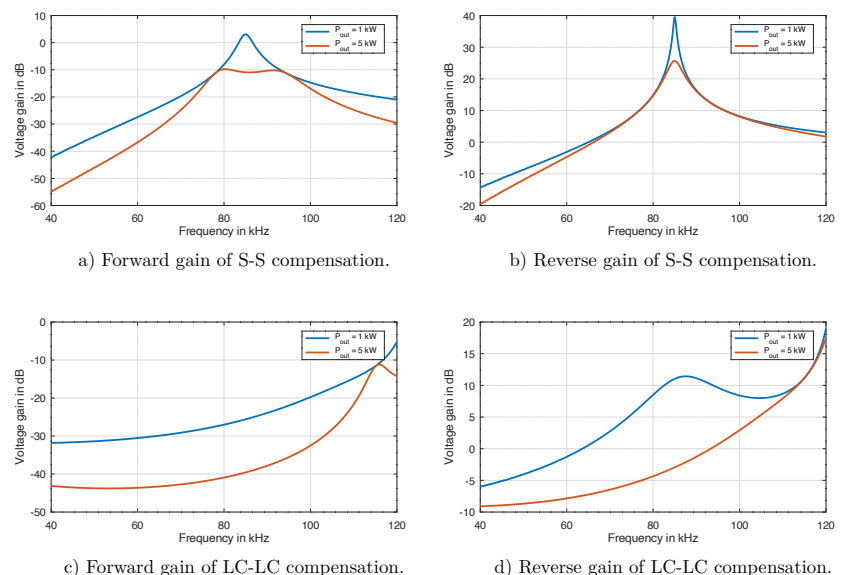 10
0
-10
-20
-30
-40
-50
-60
40
60
80
100
120
Voltage gain in dB
Frequency in kHz
P_out = 1 kW
P_out = 5 kW
a) Forward gain of S-S compensation.
40
30
20
10
0
-10
-20
40
60
80
100
120
Voltage gain in dB
Frequency in kHz
P_out = 1 kW
P_out = 5 kW
b) Reverse gain of S-S compensation.
0
-10
-20
-30
-40
-50
40
60
80
100
120
Voltage gain in dB
Frequency in kHz
P_out = 1 kW
P_out = 5 kW
c) Forward gain of LC-LC compensation.
20
15
10
5
0
-5
-10
40
60
80
100
120
Voltage gain in dB
Frequency in kHz
P_out = 1 kW
P_out = 5 kW
d) Reverse gain of LC-LC compensation.